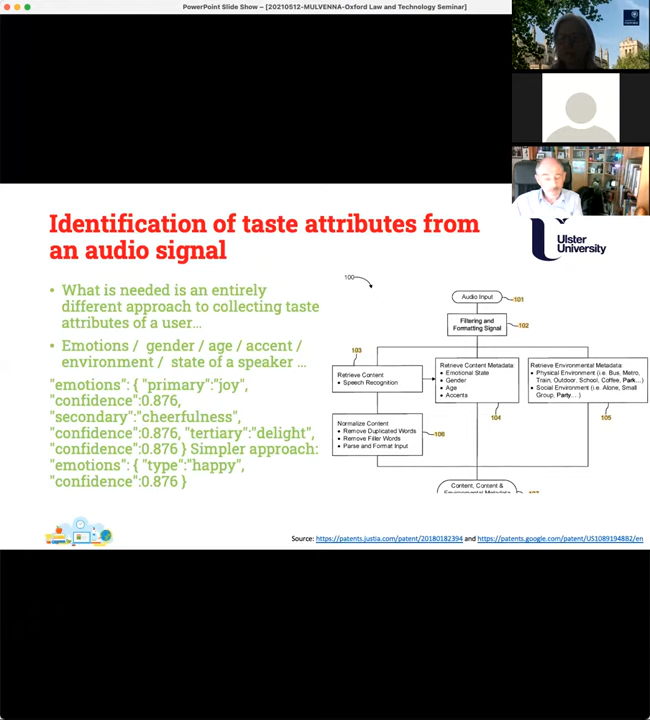 PowerPoint Slide Show – [20210512-MULVENNA-Oxford Law and Technology Seminar]
Identification of taste attributes from
an audio signal
Ulster
University
• What is needed is an entirely
different approach to collecting taste
attributes of a user...
• Emotions / gender / age / accent /
environment / state of a speaker ...
"emotions": { "primary":"joy",
"confidence":0.876,
"secondary":"cheerfulness",
"confidence":0.876, "tertiary":"delight",
"confidence":0.876 } Simpler approach:
"emotions": { "type":"happy",
"confidence":0.876 }
100
Audio Input
101
Filtering and
Formatting Signal
102
103
Retrieve Content
• Speech Recognition
Retrieve Content Metadata:
• Emotional State
• Gender
• Age
• Accents
104
Retrieve Environmental Metadata:
• Physical Environment (i.e. Bus, Metro,
Train, Outdoor, School, Coffee, Park...)
• Social Environment (i.e. Alone, Small
Group, Party....)
105
Normalize Content
• Remove Duplicated Words
• Remove Filler Words
• Parse and Format Input
106
Content, Content &
Environmental Metadata
107
Source: https://patents.justia.com/patent/20180182394 and https://patents.google.com/patent/US10891948B2/en